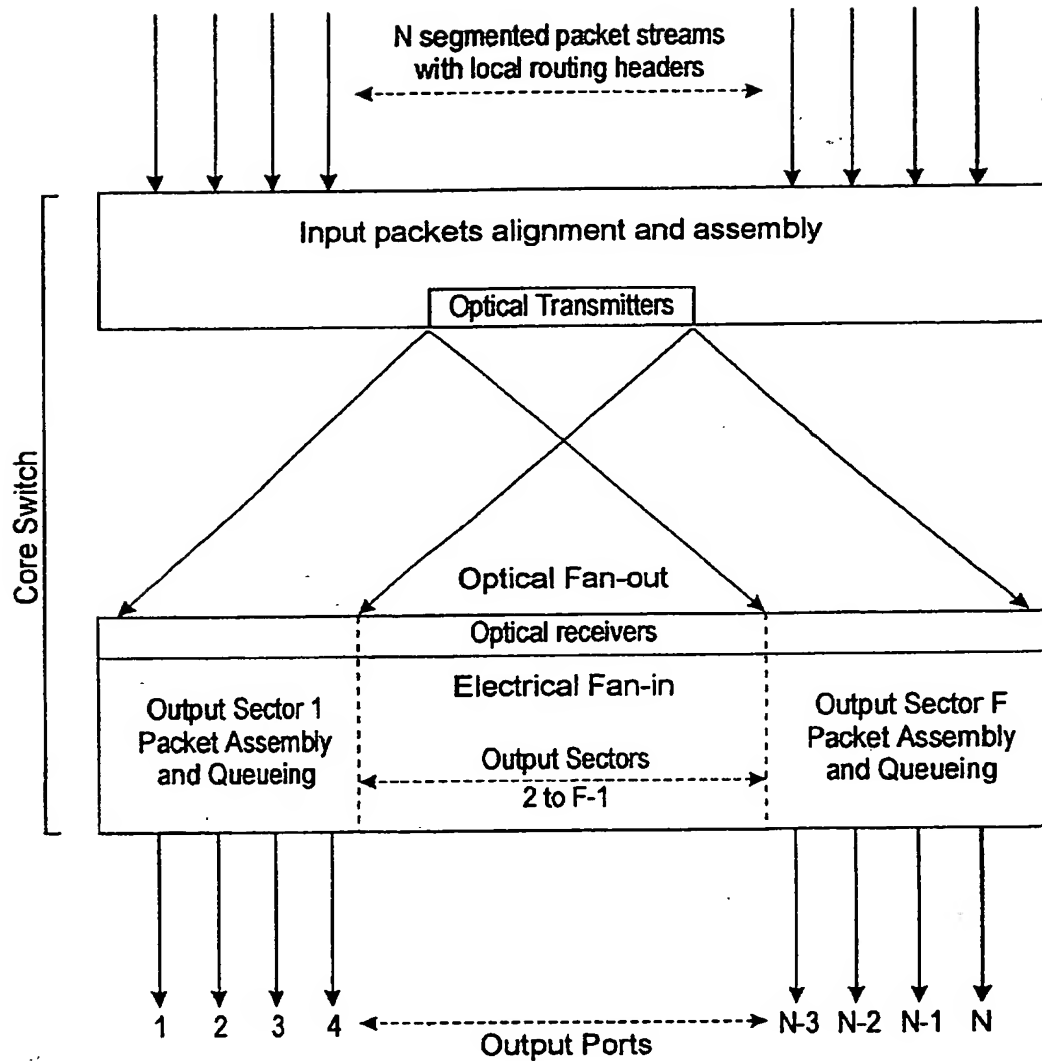 N segmented packet streams
with local routing headers
Core Switch
Input packets alignment and assembly
Optical Transmitters
Optical Fan-out
Optical receivers
Electrical Fan-in
Output Sector 1
Packet Assembly
and Queueing
Output Sectors
2 to F-1
Output Sector F
Packet Assembly
and Queueing
1 2 3 4 N-3 N-2 N-1 N
Output Ports